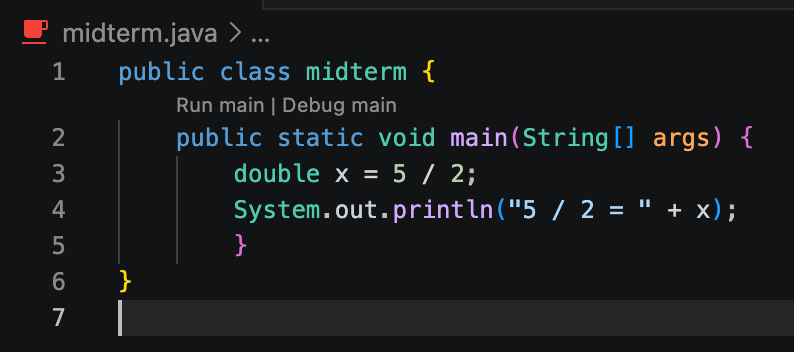 midterm.java > ...
1 public class midterm {
Run main | Debug main
2 public static void main(String[] args) {
3 double x = 5 / 2;
4 System.out.println("5 / 2 = " + x);
5 }
6 }
7